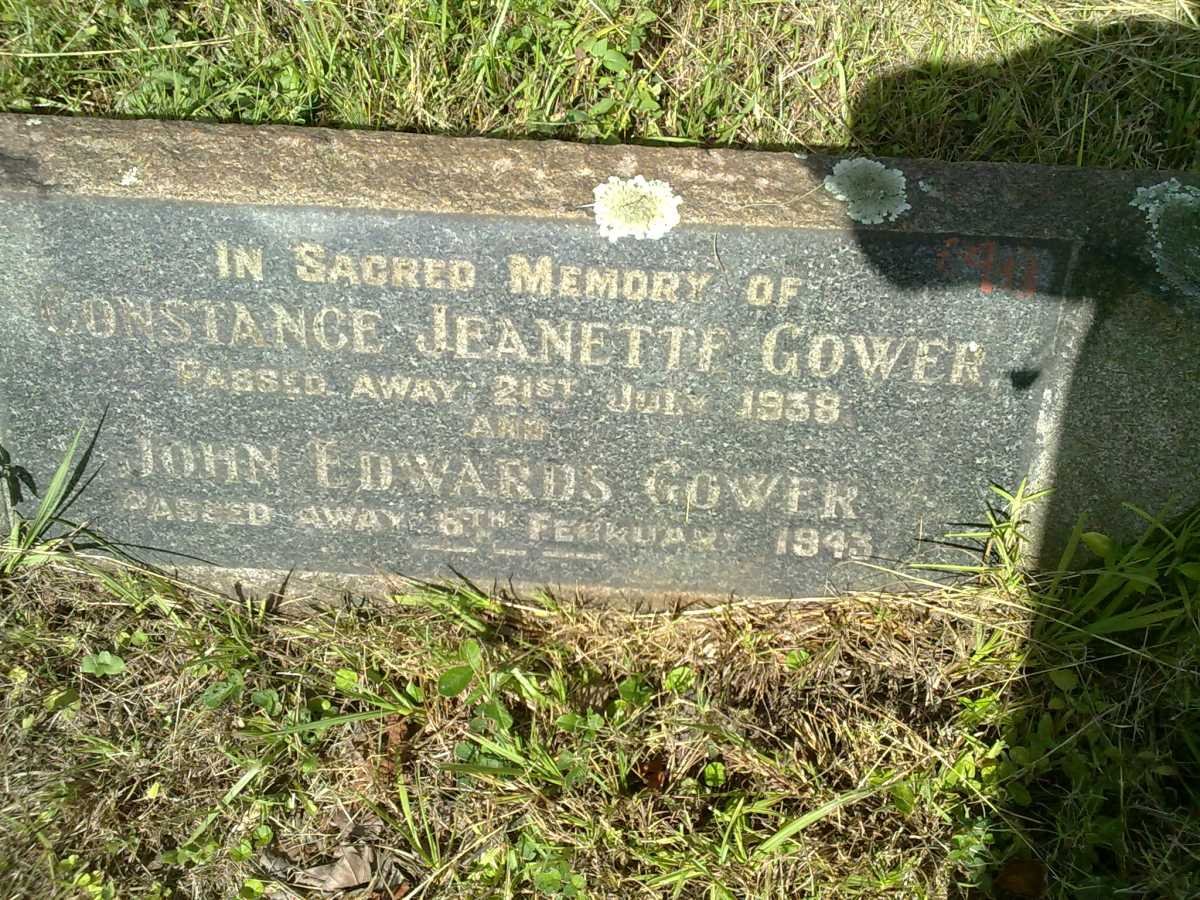 In Sacred Memory of
Constance Jeanette Gower
Passed away 21st July 1938
and
John Edwards Gower
Passed away 6th February 1943